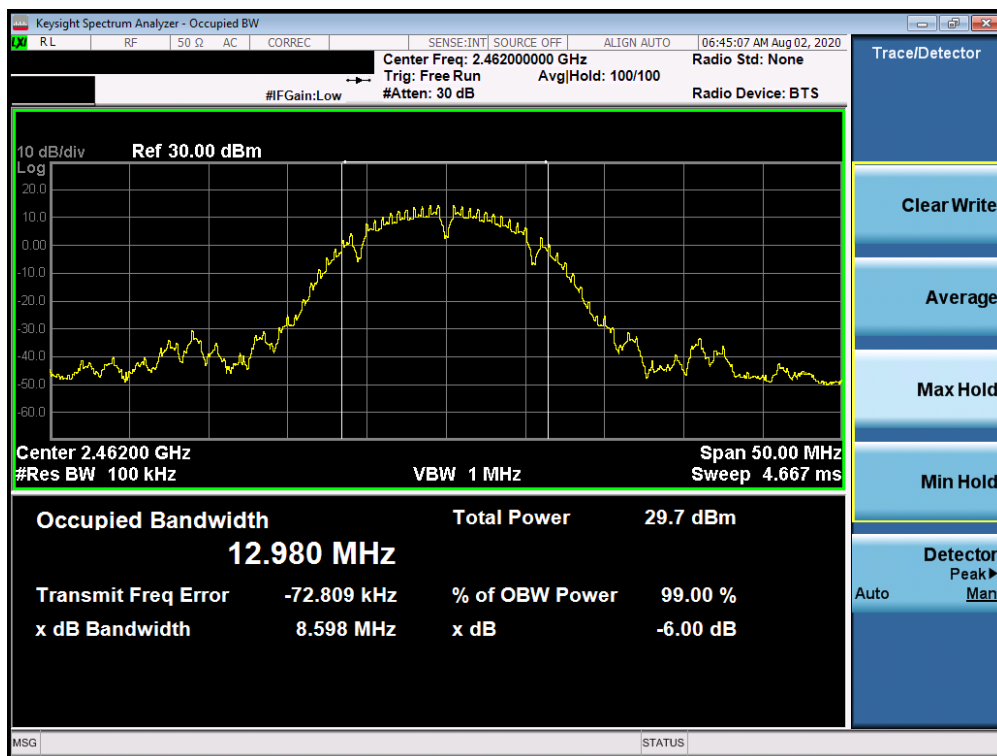 Keysight Spectrum Analyzer - Occupied BW
LXI RL RF 50 Ω AC CORREC SENSE:INT SOURCE OFF ALIGN AUTO 06:45:07 AM Aug 02, 2020
Center Freq: 2.462000000 GHz Radio Std: None
Trig: Free Run Avg|Hold: 100/100
#IFGain:Low #Atten: 30 dB Radio Device: BTS
Trace/Detector
10 dB/div Ref 30.00 dBm
Log
20.0
10.0
0.00
-10.0
-20.0
-30.0
-40.0
-50.0
-60.0
Center 2.46200 GHz Span 50.00 MHz
#Res BW 100 kHz VBW 1 MHz Sweep 4.667 ms
Occupied Bandwidth Total Power 29.7 dBm
12.980 MHz
Transmit Freq Error -72.809 kHz % of OBW Power 99.00 %
x dB Bandwidth 8.598 MHz x dB -6.00 dB
Clear Write
Average
Max Hold
Min Hold
Detector
Peak▶
Auto Man
MSG STATUS